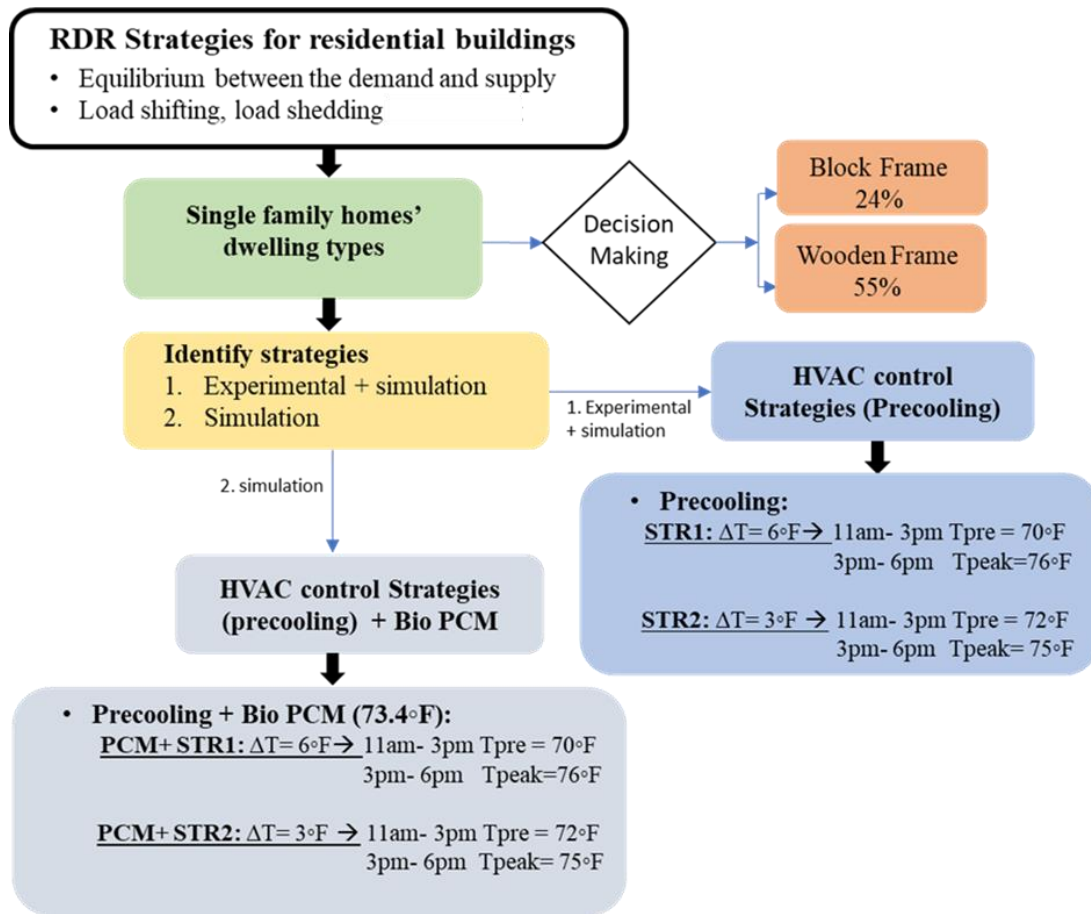 RDR Strategies for residential buildings
• Equilibrium between the demand and supply
• Load shifting, load shedding
Single family homes’
dwelling types
Decision
Making
Block Frame
24%
Wooden Frame
55%
Identify strategies
1. Experimental + simulation
2. Simulation
1. Experimental
+ simulation
HVAC control
Strategies (Precooling)
2. simulation
• Precooling:
STR1: ΔT= 6◦F→ 11am- 3pm Tpre = 70◦F
3pm- 6pm Tpeak=76◦F
STR2: ΔT= 3◦F → 11am- 3pm Tpre = 72◦F
3pm- 6pm Tpeak= 75◦F
HVAC control Strategies
(precooling) + Bio PCM
• Precooling + Bio PCM (73.4◦F):
PCM+ STR1: ΔT= 6◦F→ 11am- 3pm Tpre = 70◦F
3pm- 6pm Tpeak=76◦F
PCM+ STR2: ΔT= 3◦F → 11am- 3pm Tpre = 72◦F
3pm- 6pm Tpeak= 75◦F